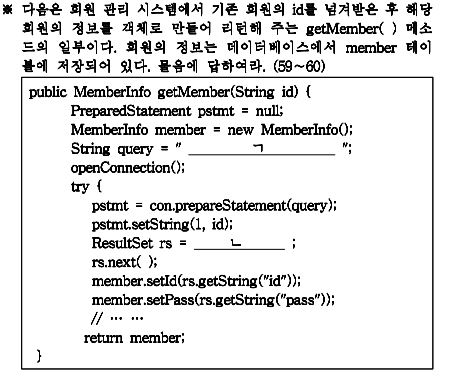 ※ 다음은 회원 관리 시스템에서 기존 회원의 id를 넘겨받은 후 해당
회원의 정보를 객체로 만들어 리턴해 주는 getMember( ) 메소
드의 일부이다. 회원의 정보는 데이터베이스에서 member 테이
블에 저장되어 있다. 물음에 답하여라. (59～60)
public MemberInfo getMember(String id) {
PreparedStatement pstmt = null;
MemberInfo member = new MemberInfo();
String query = " ㄱ ";
openConnection();
try {
pstmt = con.prepareStatement(query);
pstmt.setString(1, id);
ResultSet rs = ㄴ ;
rs.next( );
member.setId(rs.getString("id"));
member.setPass(rs.getString("pass"));
// … …
return member;
}